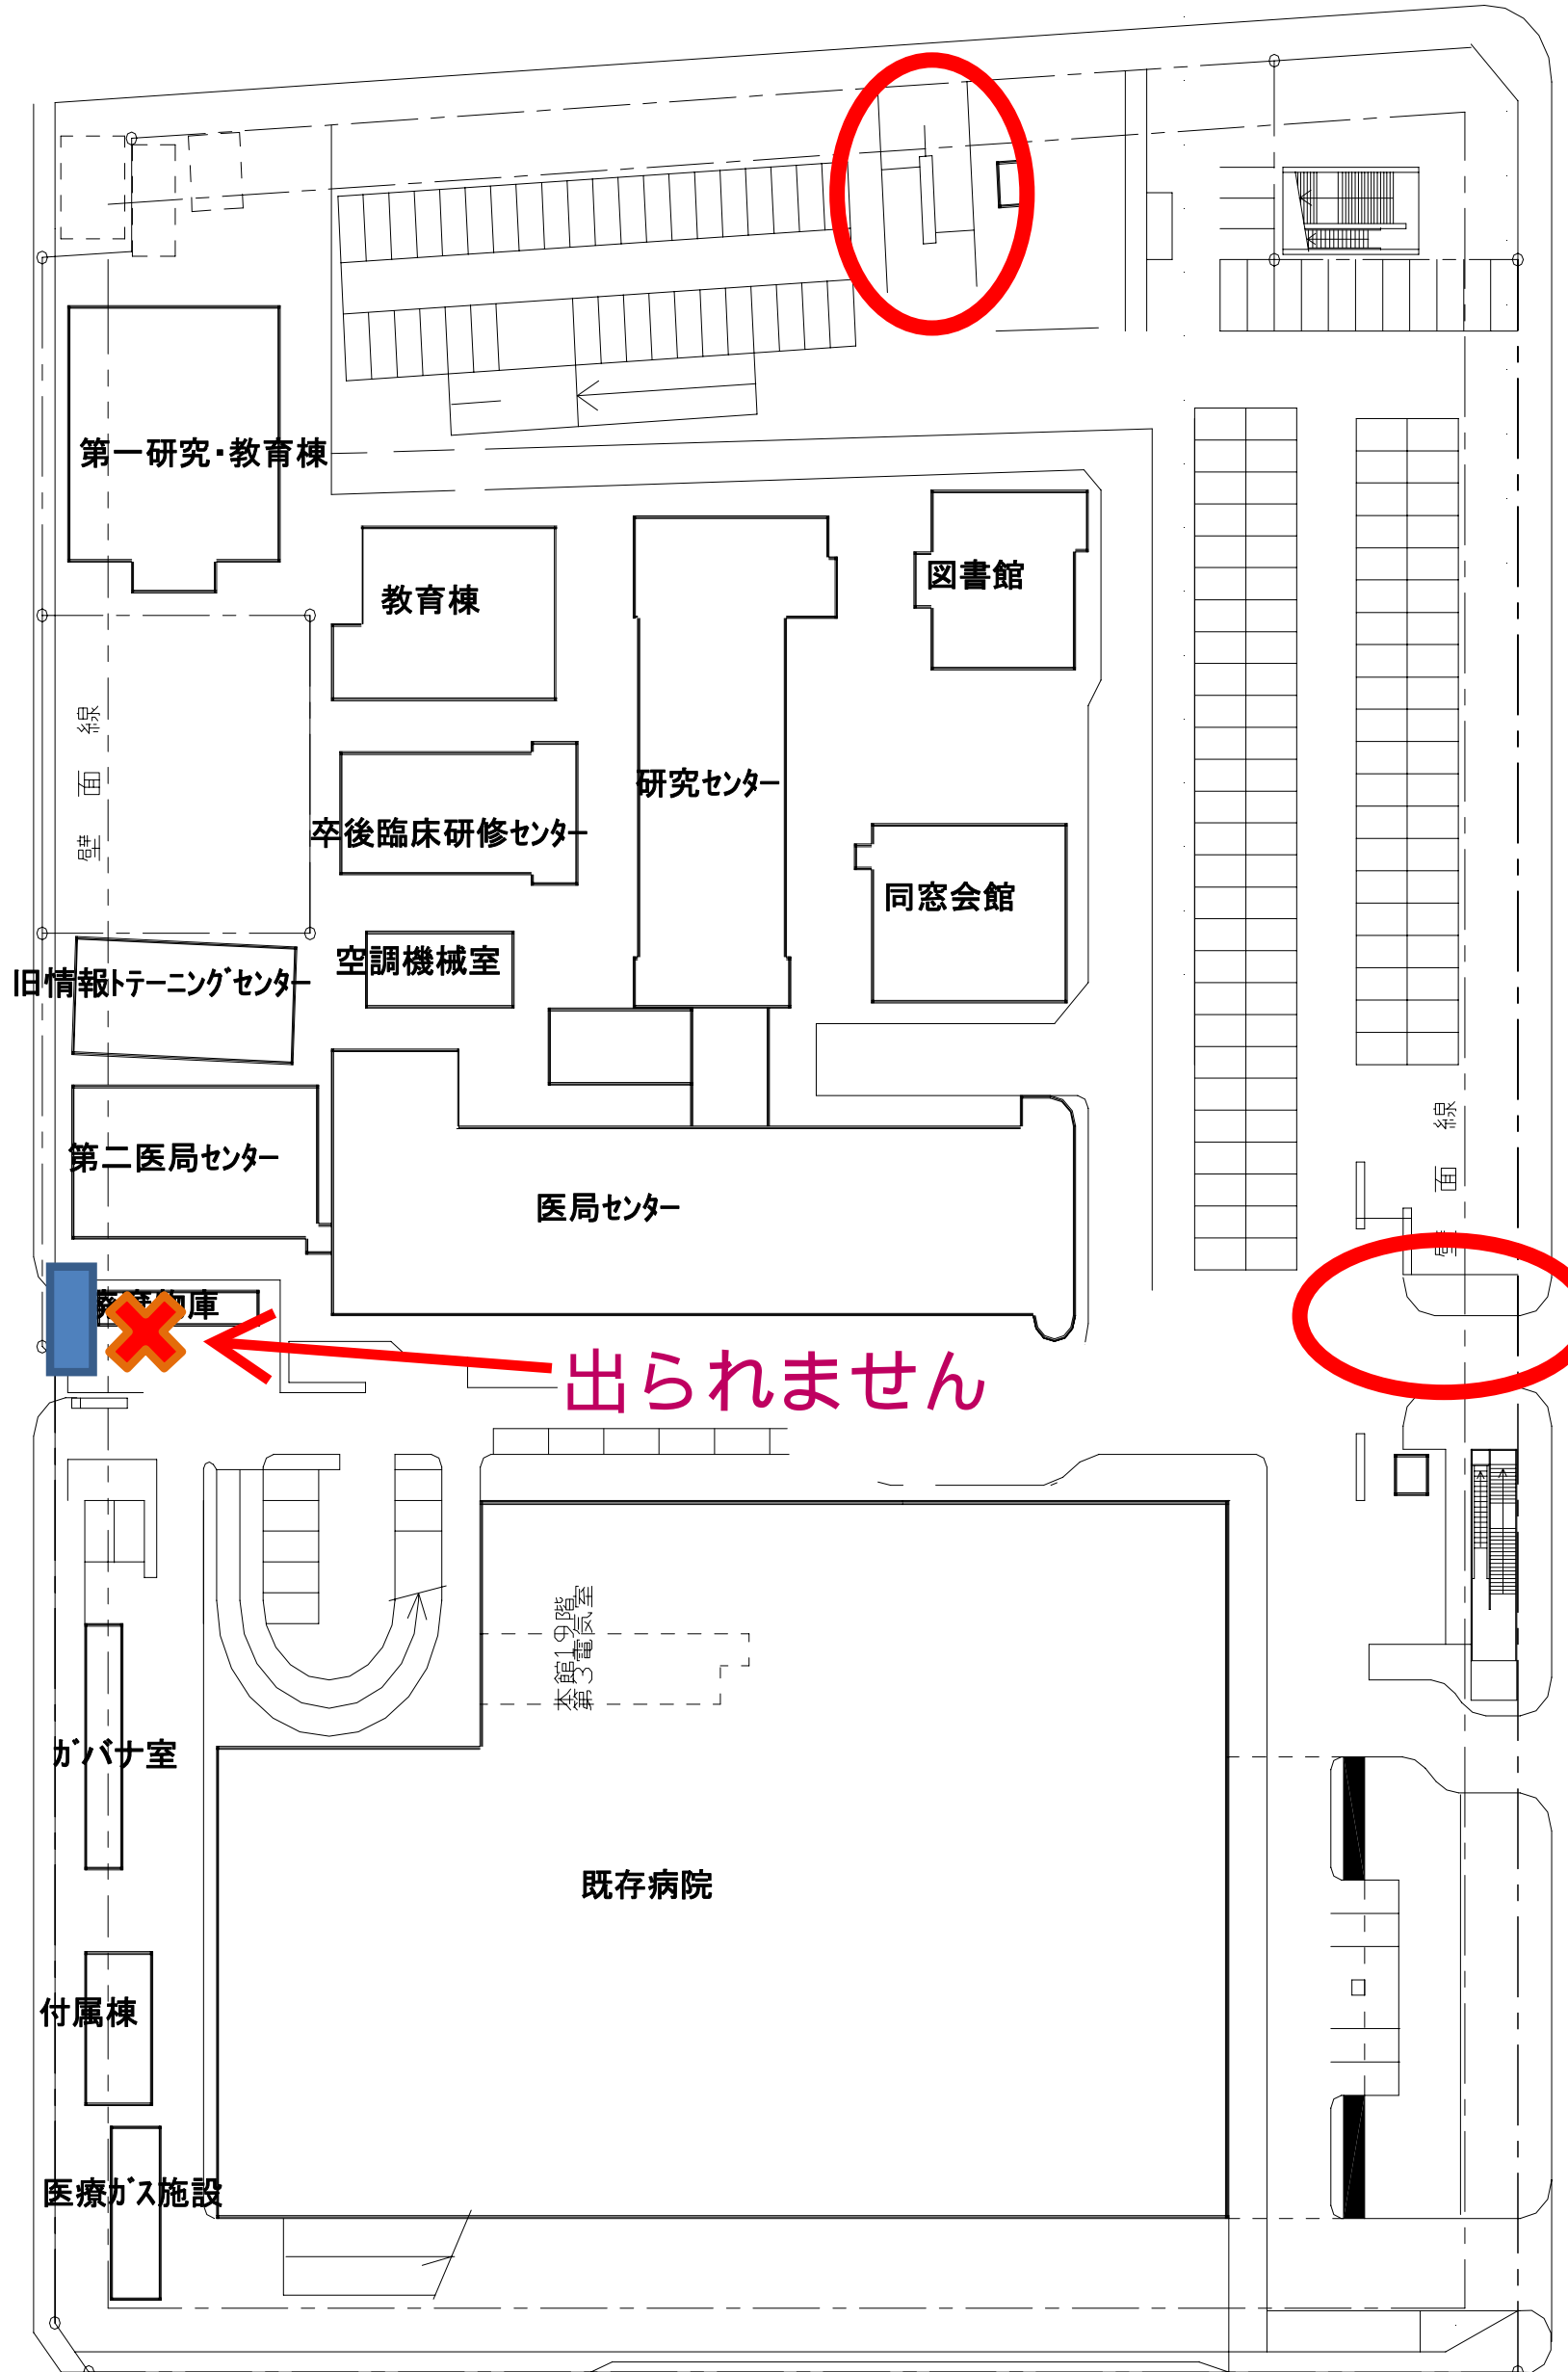 第一研究・教育棟
図書館
教育棟
壁面線
研究センター
卒後臨床研修センター
同窓会館
空調機械室
旧情報トテーニングセンター
壁面線
第二医局センター
医局センター
廃棄物庫
出られません
本館19階
第3電気室
ガバナ室
既存病院
付属棟
医療ガス施設